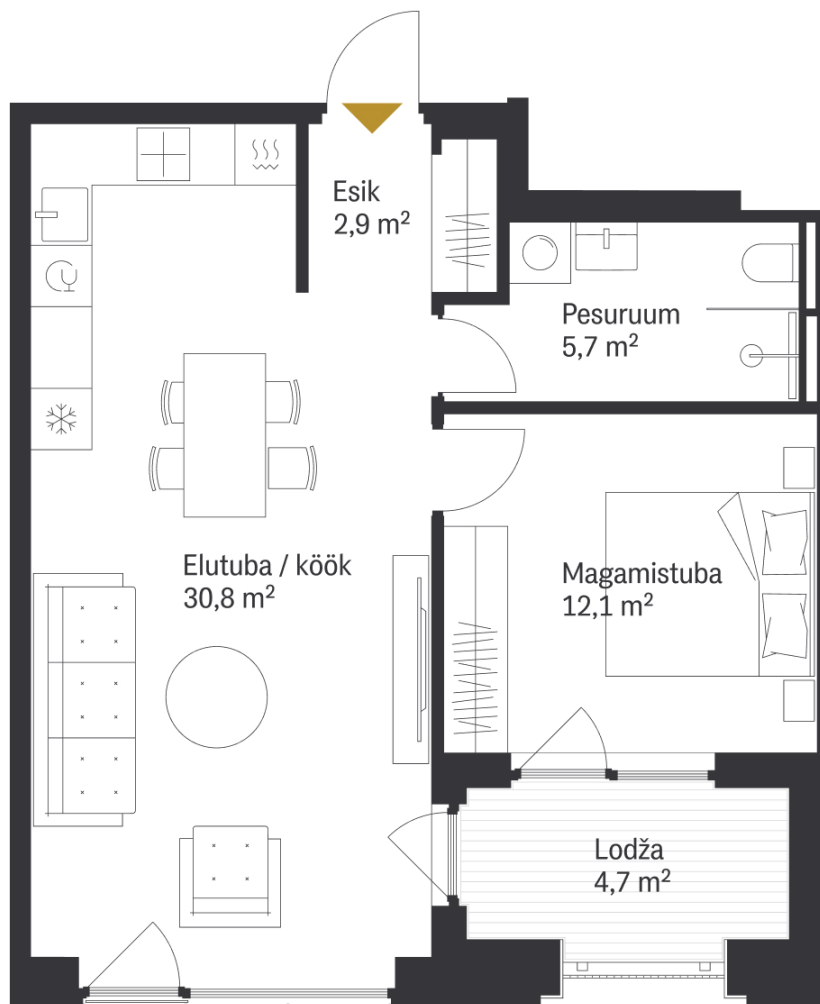 Esik
2,9 m²
Pesuruum
5,7 m²
Elutuba / köök
30,8 m²
Magamistuba
12,1 m²
Lodža
4,7 m²